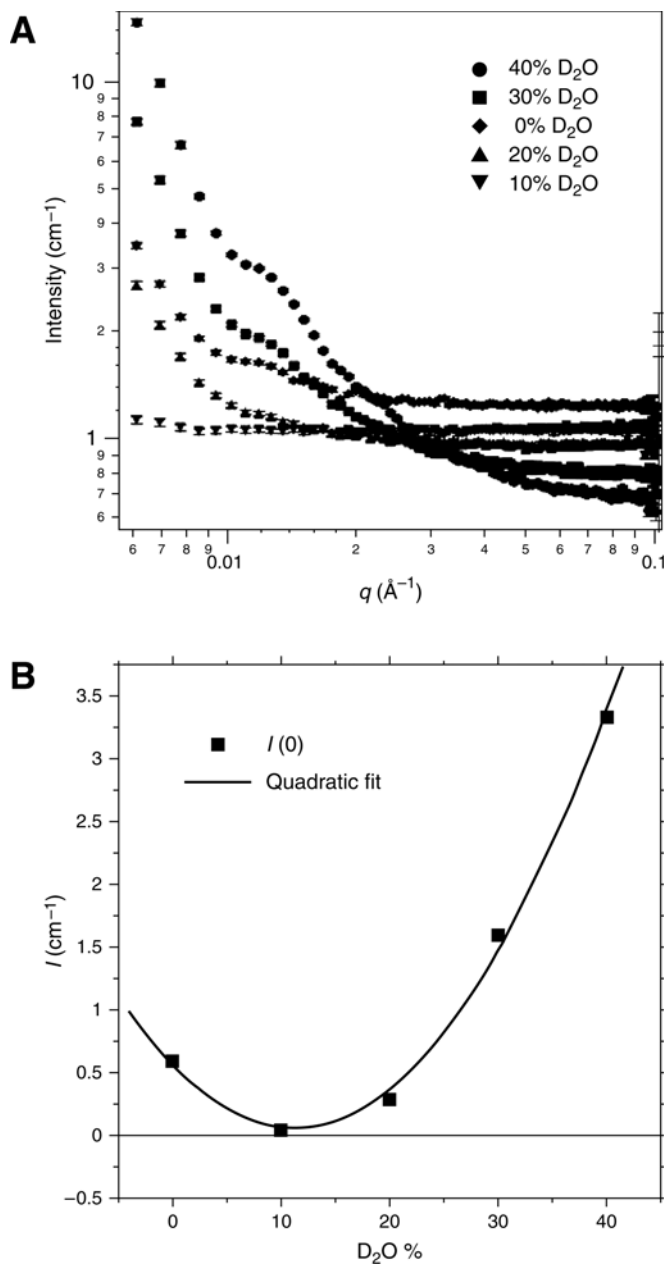 A
40% D₂O
30% D₂O
0% D₂O
20% D₂O
10% D₂O
Intensity (cm⁻¹)
10
9
8
7
6
5
9
3
2
1
9
8
7
6
6 7 8 9 0.01 2 3 4 5 6 7 8 9 0.1
q (Å⁻¹)
B
I (0)
Quadratic fit
I (cm⁻¹)
3.5
3
2.5
2
1.5
1
0.5
0
−0.5
0 10 20 30 40
D₂O %